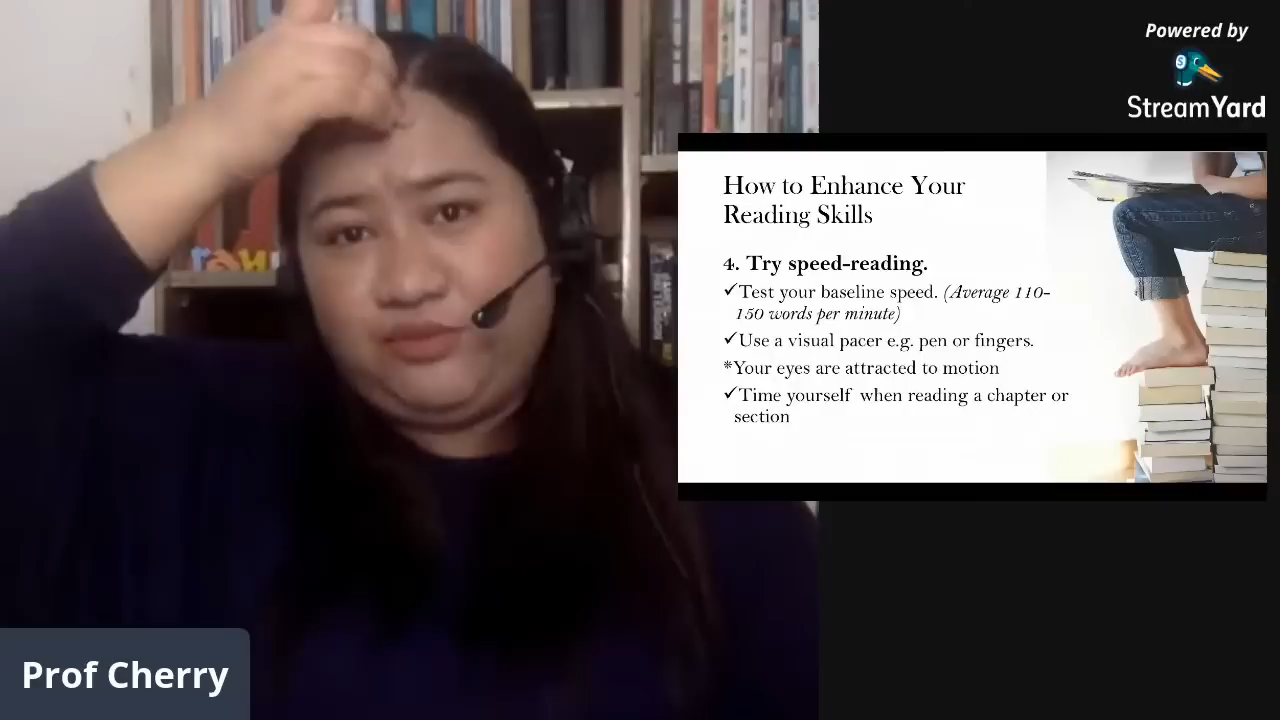 Powered by
StreamYard
How to Enhance Your
Reading Skills
4. Try speed-reading.
✓Test your baseline speed. (Average 110-
150 words per minute)
✓Use a visual pacer e.g. pen or fingers.
*Your eyes are attracted to motion
✓Time yourself when reading a chapter or
section
Prof Cherry